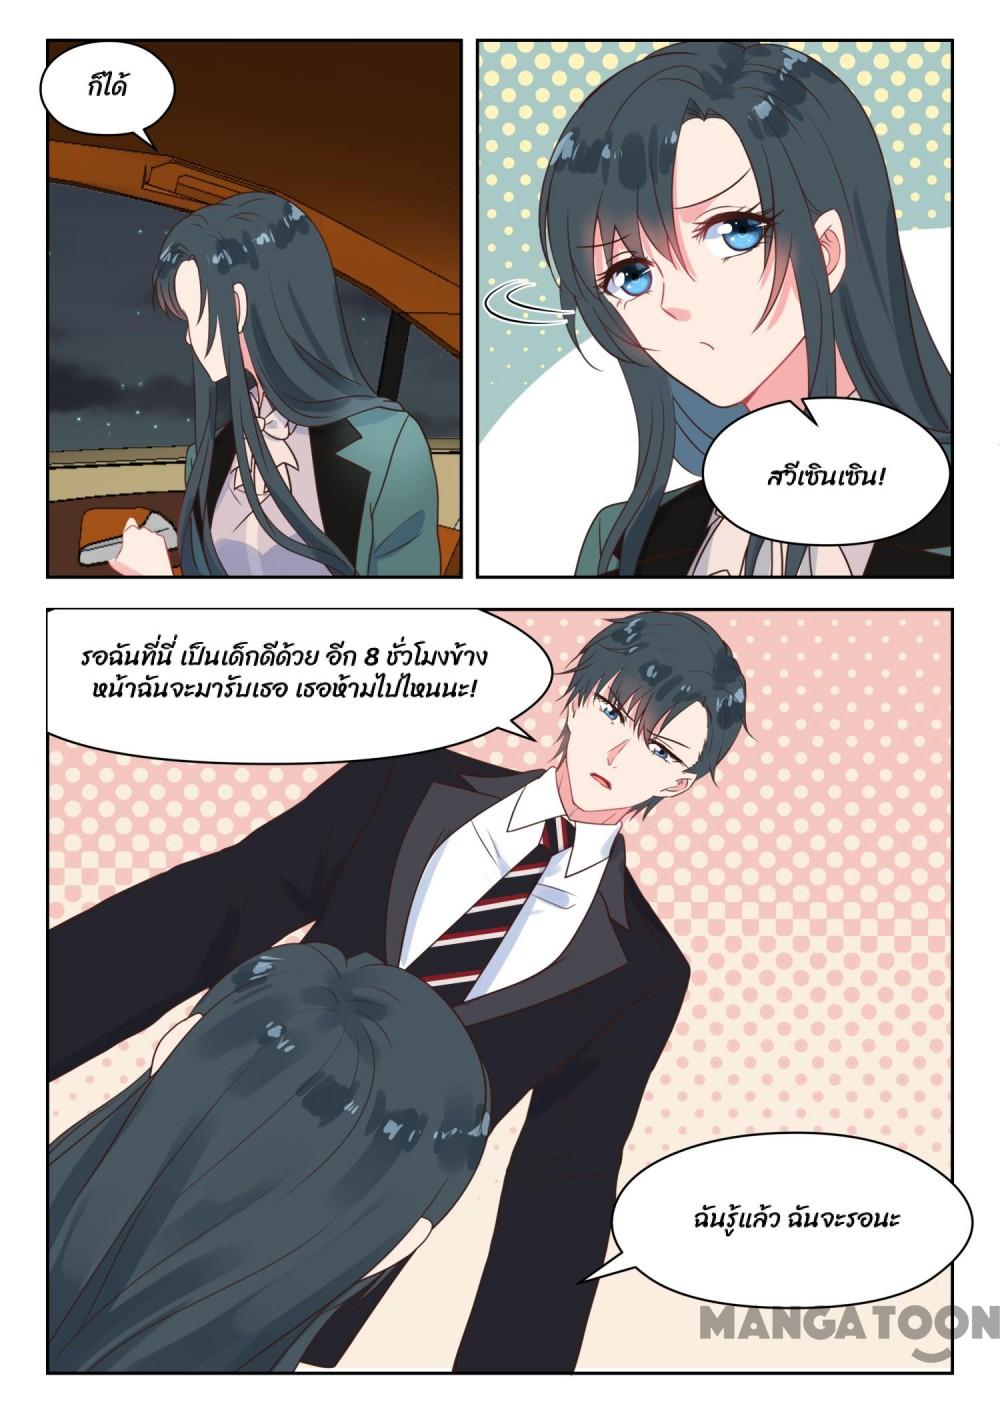 ก็ได้
สวีเซินเซิน!
รอฉันที่นี่ เป็นเด็กดีด้วย อีก 8 ชั่วโมงข้าง
หน้าฉันจะมารับเธอ เธอห้ามไปไหนนะ!
ฉันรู้แล้ว ฉันจะรอนะ
MANGATOON